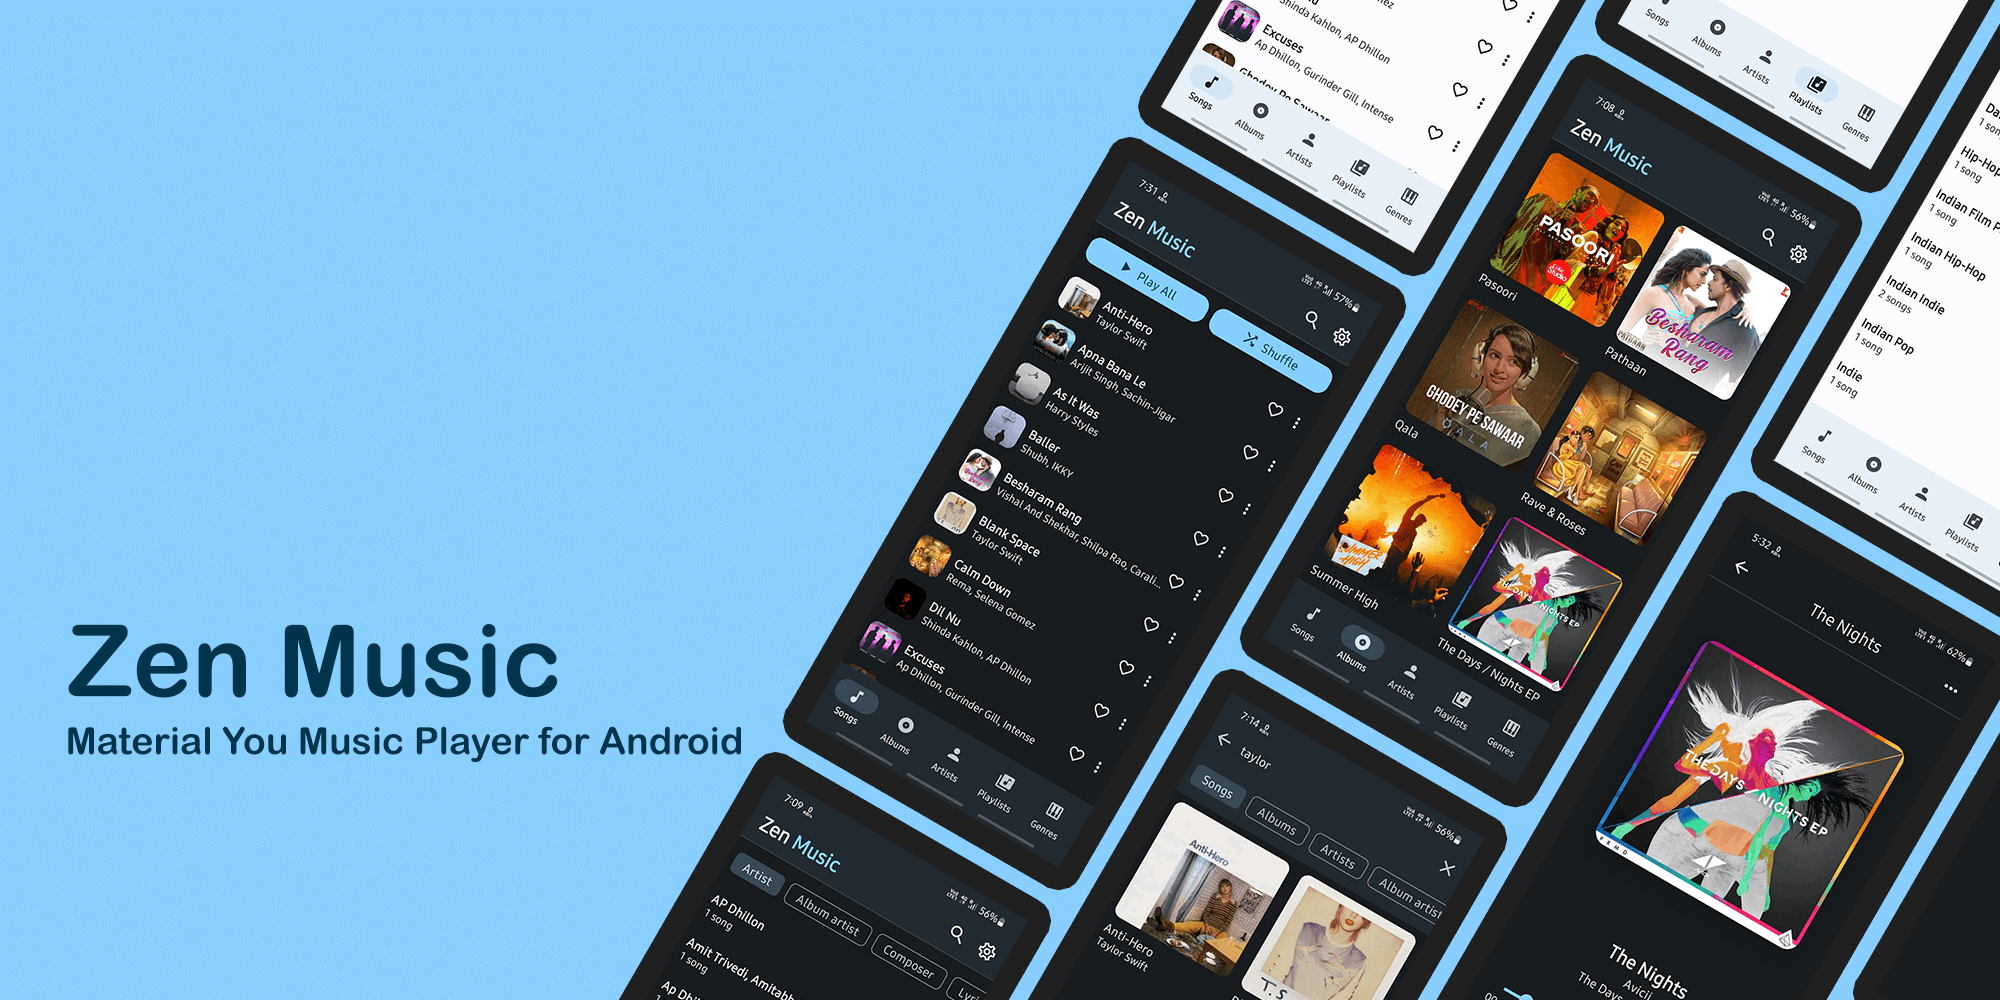 Zen Music
Material You Music Player for Android
Shinda Kahlon, AP Dhillon
Excuses
Ap Dhillon, Gurinder Gill, Intense
Ghodey Pe Sawaar
Songs
Albums
Artists
Playlists
Genres
7:31
57%
Zen Music
Play All
Shuffle
Anti-Hero
Taylor Swift
Apna Bana Le
Arijit Singh, Sachin-Jigar
As It Was
Harry Styles
Baller
Shubh, IKKY
Besharam Rang
Vishal And Shekhar, Shilpa Rao, Carali...
Blank Space
Taylor Swift
Calm Down
Rema, Selena Gomez
Dil Nu
Shinda Kahlon, AP Dhillon
Excuses
Ap Dhillon, Gurinder Gill, Intense
Songs
Albums
Artists
Playlists
Genres
7:09
56%
Zen Music
Artist
Album artist
Composer
AP Dhillon
1 song
Amit Trivedi,
1 song
Songs
Albums
Artists
Playlists
Genres
7:08
56%
Zen Music
PASOORI
Pasoori
Besharam
Rang
PATHAAN
Pathaan
GHODEY PE SAWAAR
QALA
Qala
Rave & Roses
SUMMER
HIGH
Summer High
THE DAYS / NIGHTS EP
The Days / Nights EP
Songs
Albums
Artists
Playlists
Genres
7:14
56%
taylor
Songs
Albums
Artists
Album artist
Anti-Hero
Anti-Hero
Taylor Swift
T.S.
1 song
Hip-Hop
1 song
Indian Film
1 song
Indian Hip-Hop
1 song
Indian Indie
2 songs
Indian Pop
1 song
Indie
1 song
Songs
Albums
Artists
Playlists
5:32
62%
The Nights
THE DAYS / NIGHTS EP
The Nights
Avicii